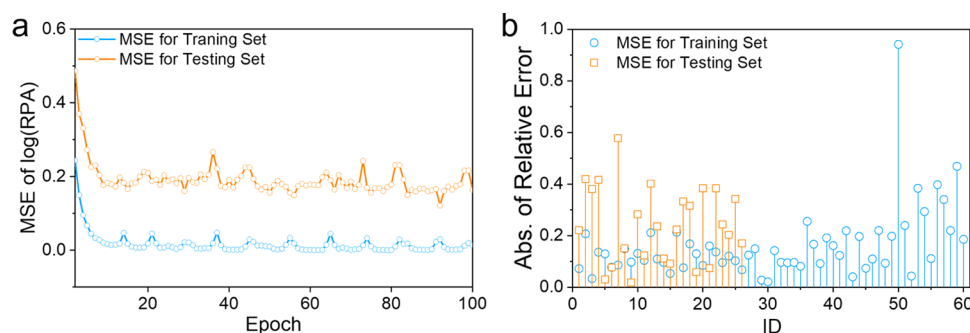 a
0.6
0.4
0.2
0.0
MSE of log(RPA)
MSE for Traning Set
MSE for Testing Set
20
40
60
80
100
Epoch
b
1.0
0.8
0.6
0.4
0.2
0.0
Abs. of Relative Error
MSE for Training Set
MSE for Testing Set
0
10
20
30
40
50
60
ID